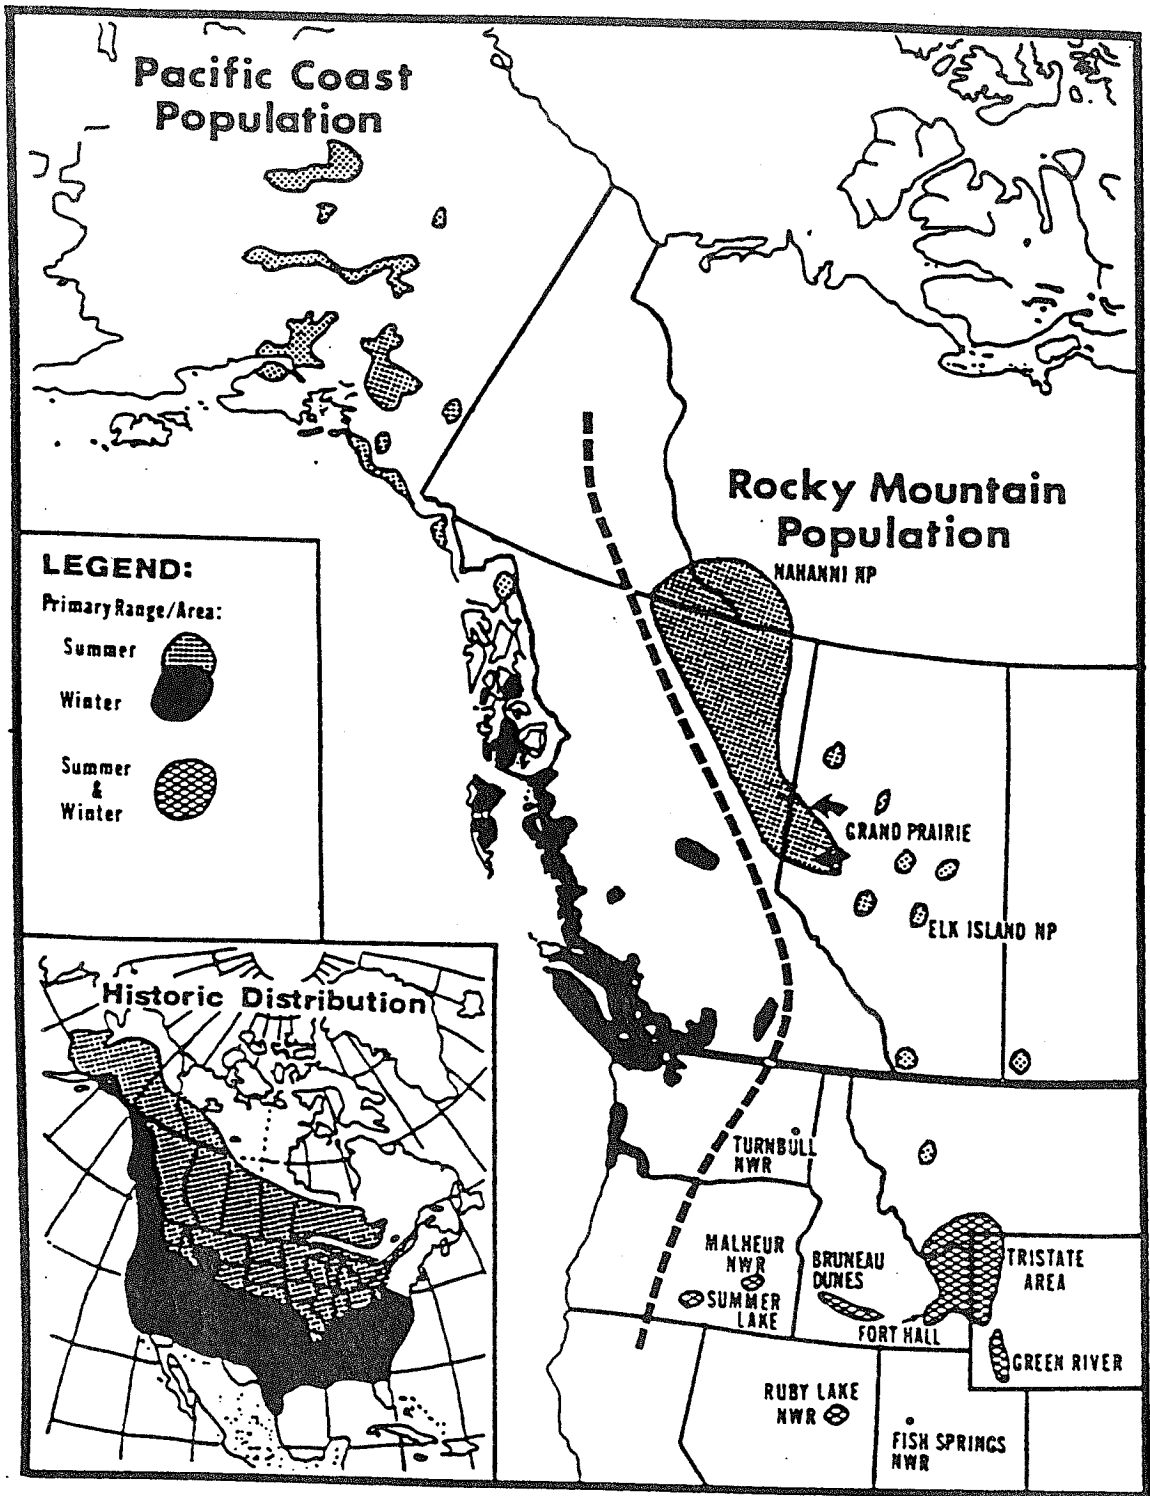 Pacific Coast
Population
Rocky Mountain
Population
NAHANNI NP
LEGEND:
Primary Range/Area:
Summer
Winter
Summer
&
Winter
GRAND PRAIRIE
ELK ISLAND NP
Historic Distribution
TURNBULL
NWR
MALHEUR
NWR
SUMMER
LAKE
BRUNEAU
DUNES
FORT HALL
TRISTATE
AREA
GREEN RIVER
RUBY LAKE
NWR
FISH SPRINGS
NWR